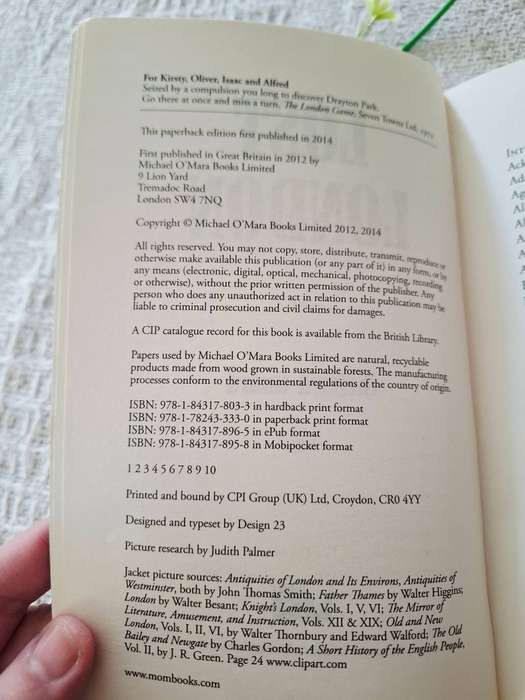 For Kirsty, Oliver, Isaac and Alfred
Seized by a compulsion you long to discover Drayton Park.
Go there at once and miss a turn. The London Game, Seven Towns Ltd, 1972
This paperback edition first published in 2014
First published in Great Britain in 2012 by
Michael O'Mara Books Limited
9 Lion Yard
Tremadoc Road
London SW4 7NQ
Copyright © Michael O'Mara Books Limited 2012, 2014
All rights reserved. You may not copy, store, distribute, transmit, reproduce or
otherwise make available this publication (or any part of it) in any form, or by
any means (electronic, digital, optical, mechanical, photocopying, recording
or otherwise), without the prior written permission of the publisher. Any
person who does any unauthorized act in relation to this publication may be
liable to criminal prosecution and civil claims for damages.
A CIP catalogue record for this book is available from the British Library.
Papers used by Michael O'Mara Books Limited are natural, recyclable
products made from wood grown in sustainable forests. The manufacturing
processes conform to the environmental regulations of the country of origin.
ISBN: 978-1-84317-803-3 in hardback print format
ISBN: 978-1-78243-333-0 in paperback print format
ISBN: 978-1-84317-896-5 in ePub format
ISBN: 978-1-84317-895-8 in Mobipocket format
1 2 3 4 5 6 7 8 9 10
Printed and bound by CPI Group (UK) Ltd, Croydon, CR0 4YY
Designed and typeset by Design 23
Picture research by Judith Palmer
Jacket picture sources: Antiquities of London and Its Environs, Antiquities of
Westminster, both by John Thomas Smith; Father Thames by Walter Higgins;
London by Walter Besant; Knight's London, Vols. I, V, VI; The Mirror of
Literature, Amusement, and Instruction, Vols. XII & XIX; Old and New
London, Vols. I, II, VI, by Walter Thornbury and Edward Walford; The Old
Bailey and Newgate by Charles Gordon; A Short History of the English People,
Vol. II, by J. R. Green. Page 24 www.clipart.com
www.mombooks.com